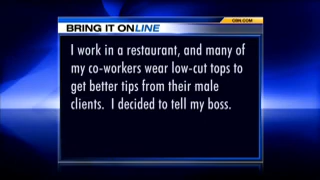 CBN.COM
BRING IT ONLINE
I work in a restaurant, and many of
my co-workers wear low-cut tops to
get better tips from their male
clients. I decided to tell my boss.